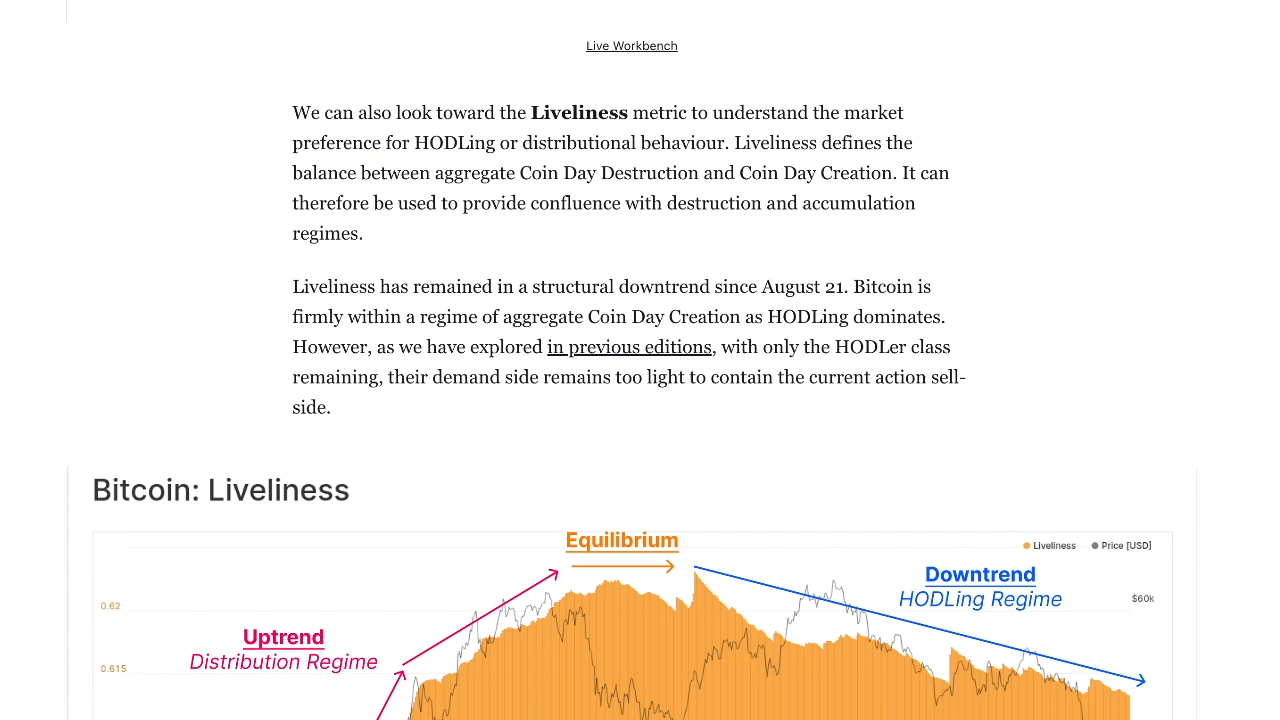 Live Workbench
We can also look toward the Liveliness metric to understand the market
preference for HODLing or distributional behaviour. Liveliness defines the
balance between aggregate Coin Day Destruction and Coin Day Creation. It can
therefore be used to provide confluence with destruction and accumulation
regimes.
Liveliness has remained in a structural downtrend since August 21. Bitcoin is
firmly within a regime of aggregate Coin Day Creation as HODLing dominates.
However, as we have explored in previous editions, with only the HODLer class
remaining, their demand side remains too light to contain the current action sell-
side.
Bitcoin: Liveliness
Equilibrium
Liveliness
Price [USD]
Downtrend
HODLing Regime
$60k
0.62
Uptrend
Distribution Regime
0.615